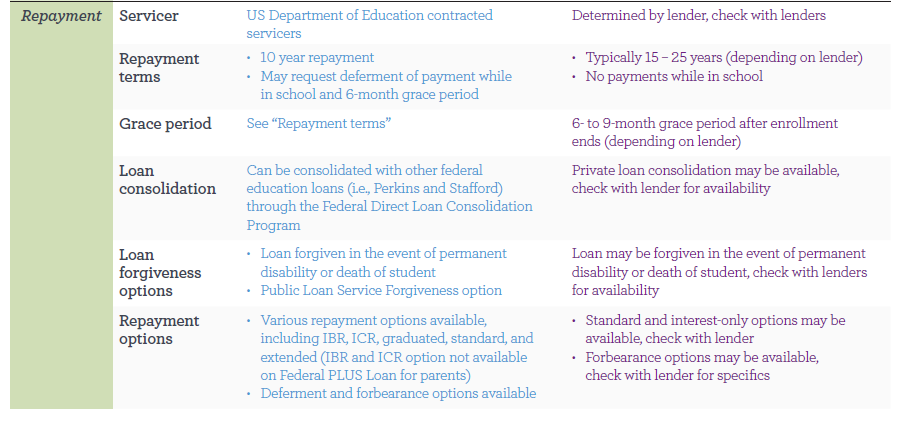 Repayment
Servicer
US Department of Education contracted
servicers
Determined by lender, check with lenders
Repayment
terms
• 10 year repayment
• May request deferment of payment while
in school and 6-month grace period
• Typically 15 – 25 years (depending on lender)
• No payments while in school
Grace period
See “Repayment terms”
6- to 9-month grace period after enrollment
ends (depending on lender)
Loan
consolidation
Can be consolidated with other federal
education loans (i.e., Perkins and Stafford)
through the Federal Direct Loan Consolidation
Program
Private loan consolidation may be available,
check with lender for availability
Loan
forgiveness
options
• Loan forgiven in the event of permanent
disability or death of student
• Public Loan Service Forgiveness option
Loan may be forgiven in the event of permanent
disability or death of student, check with lenders
for availability
Repayment
options
• Various repayment options available,
including IBR, ICR, graduated, standard, and
extended (IBR and ICR option not available
on Federal PLUS Loan for parents)
• Deferment and forbearance options available
• Standard and interest-only options may be
available, check with lender
• Forbearance options may be available,
check with lender for specifics